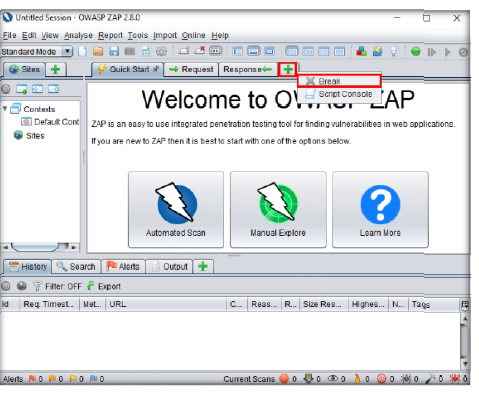 Untitled Session - OWASP ZAP 2.8.0
File Edit View Analyse Report Tools Import Online Help
Standard Mode
Sites Quick Start Request Response
Break
Script Console
Welcome to OWASP ZAP
Contexts
Default Cont
Sites
ZAP is an easy to use integrated penetration testing tool for finding vulnerabilities in web applications.
If you are new to ZAP then it is best to start with one of the options below.
Automated Scan Manual Explore Learn More
History Search Alerts Output
Filter: OFF Export
Id Req. Timest... Met... URL C... Reas... R... Size Res... Highes... N... Tags
Alerts 0 0 0 0 Current Scans 0 0 0 0 0 0 0 0